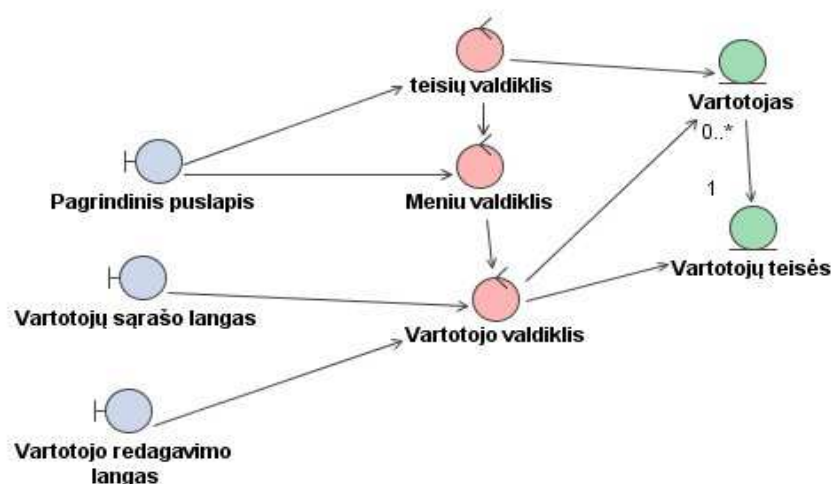 teisių valdiklis
Vartotojas
0..*
Pagrindinis puslapis
Meniu valdiklis
1
Vartotojų teisės
Vartotojų sąrašo langas
Vartotojo valdiklis
Vartotojo redagavimo
langas